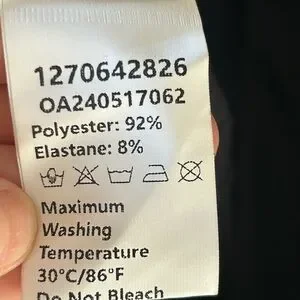 1270642826
OA240517062
Polyester: 92%
Elastane: 8%
Maximum
Washing
Temperature
30°C/86°F
Do Not Bleach